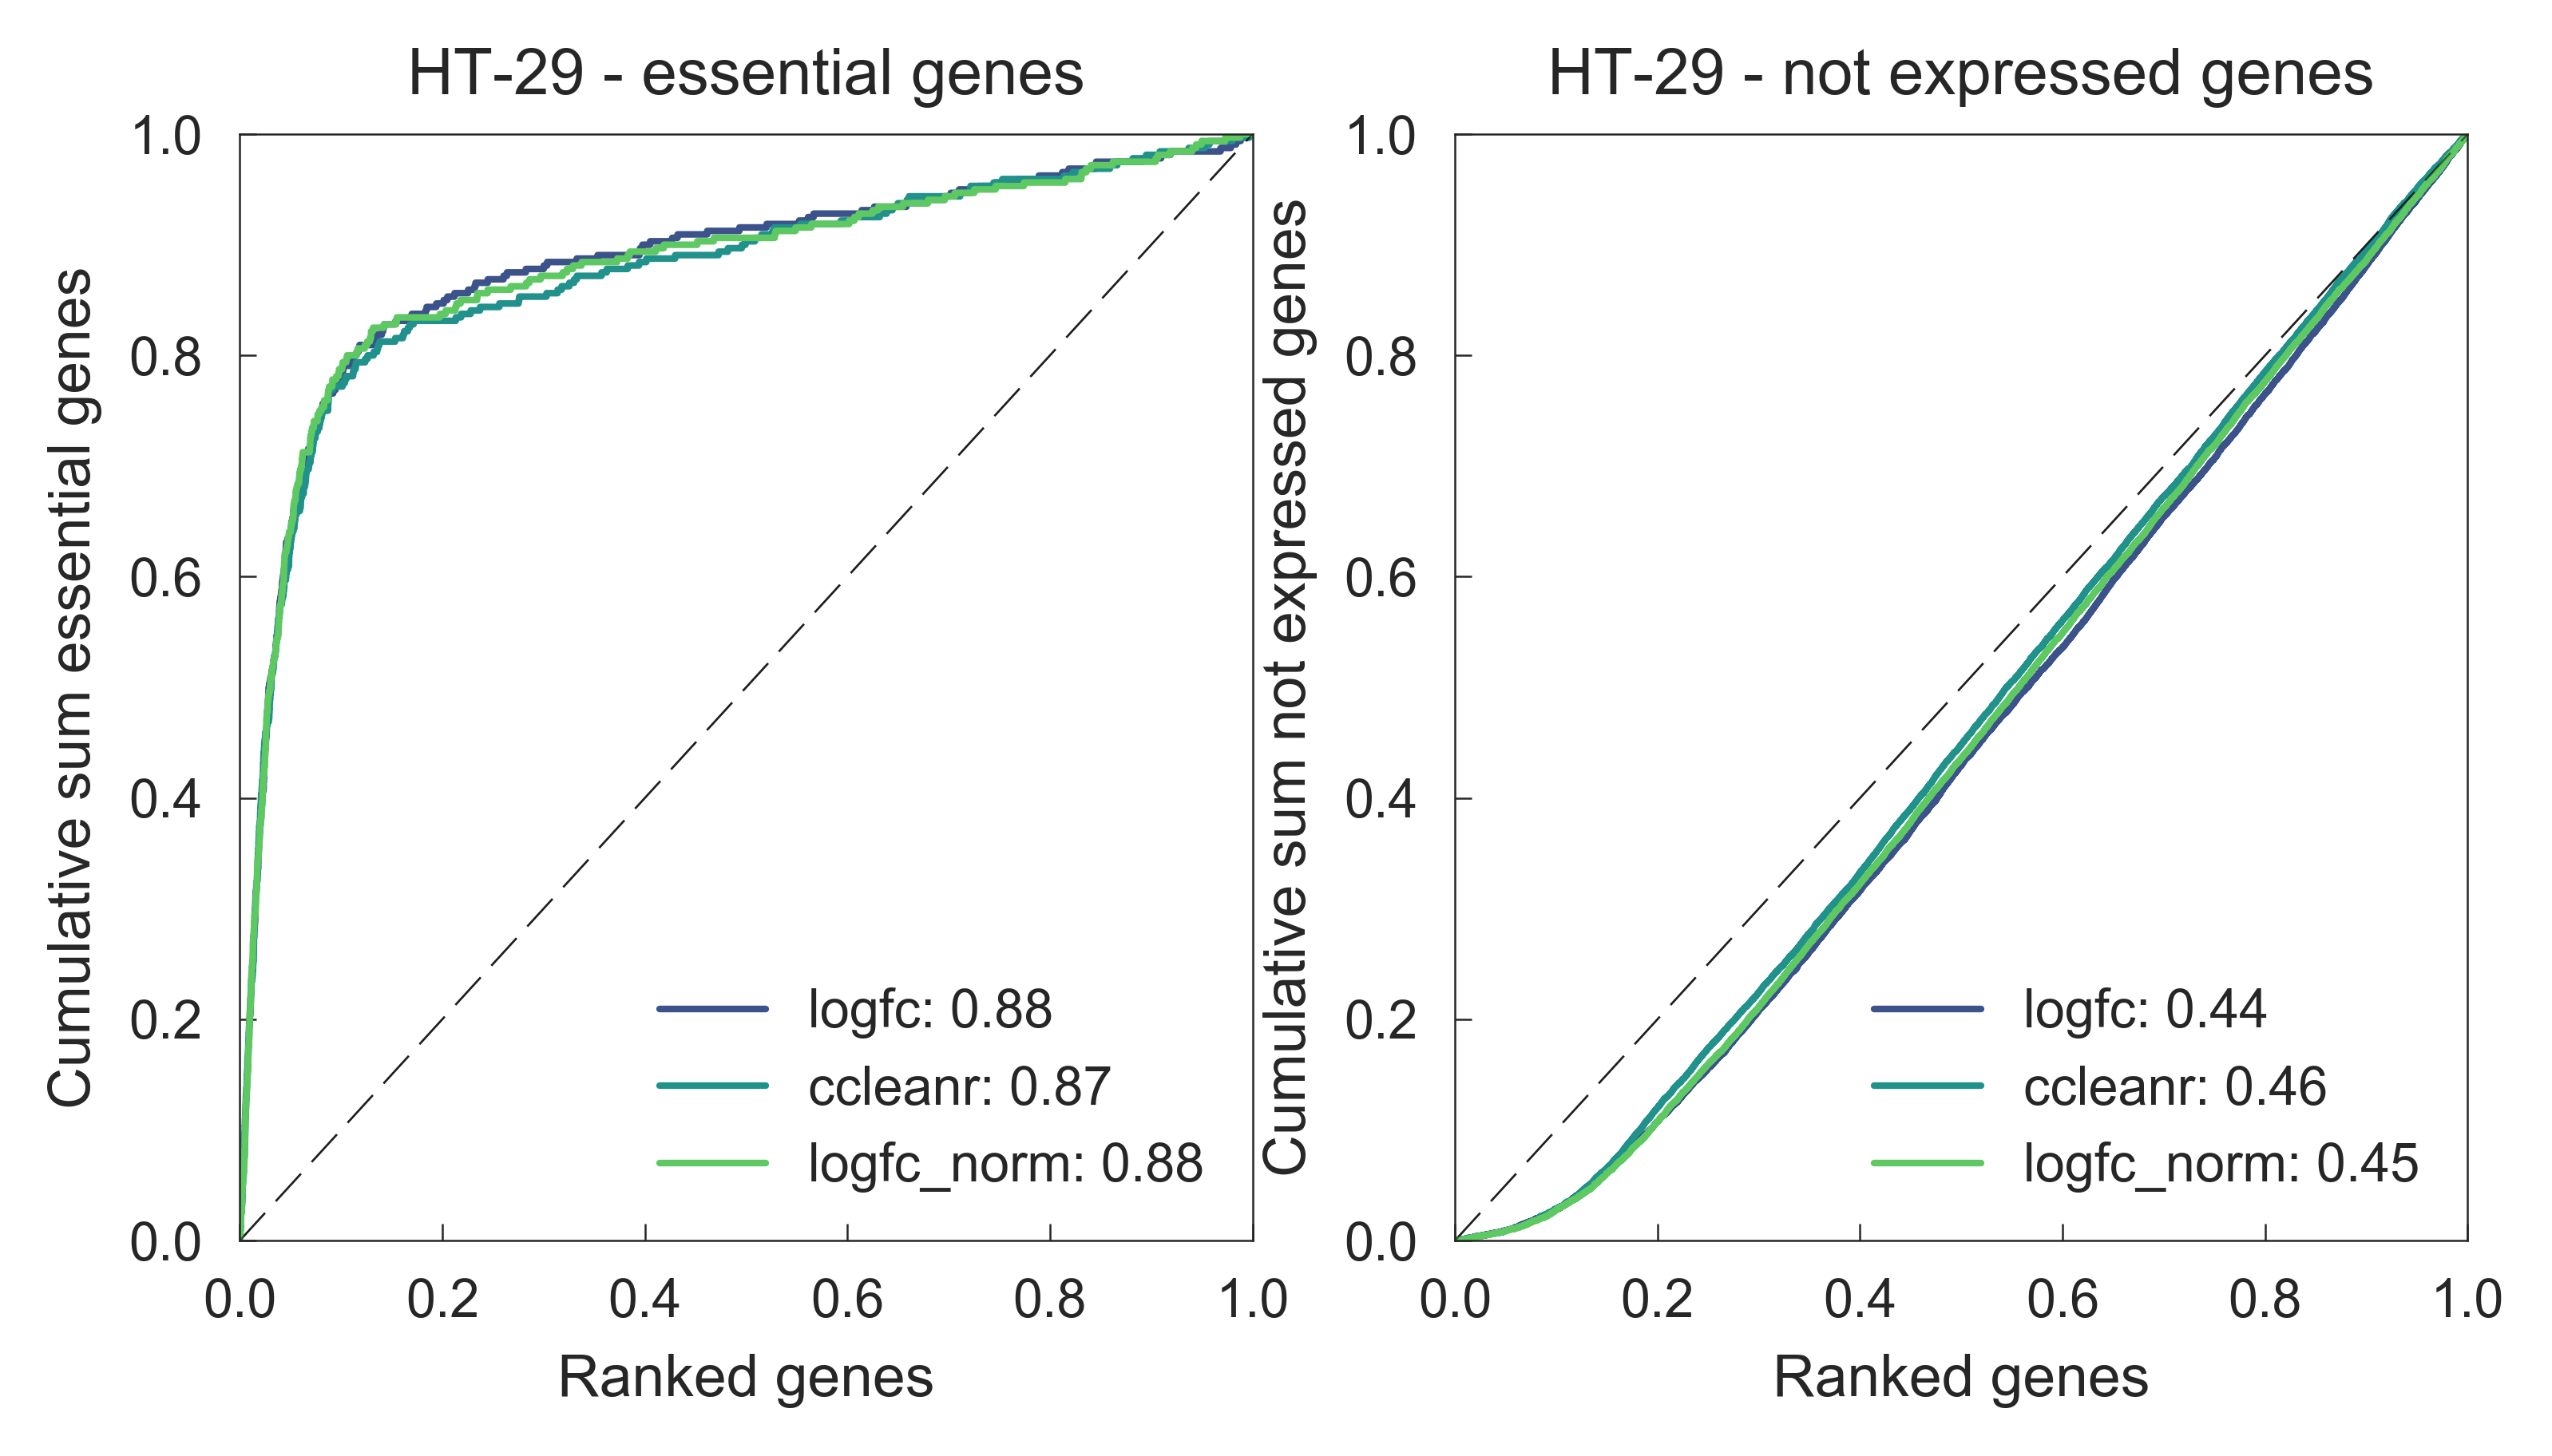 HT-29 - essential genes
Cumulative sum essential genes
1.0
0.8
0.6
0.4
0.2
0.0
logfc: 0.88
ccleanr: 0.87
logfc_norm: 0.88
0.0 0.2 0.4 0.6 0.8 1.0
Ranked genes
HT-29 - not expressed genes
Cumulative sum not expressed genes
1.0
0.8
0.6
0.4
0.2
0.0
logfc: 0.44
ccleanr: 0.46
logfc_norm: 0.45
0.0 0.2 0.4 0.6 0.8 1.0
Ranked genes